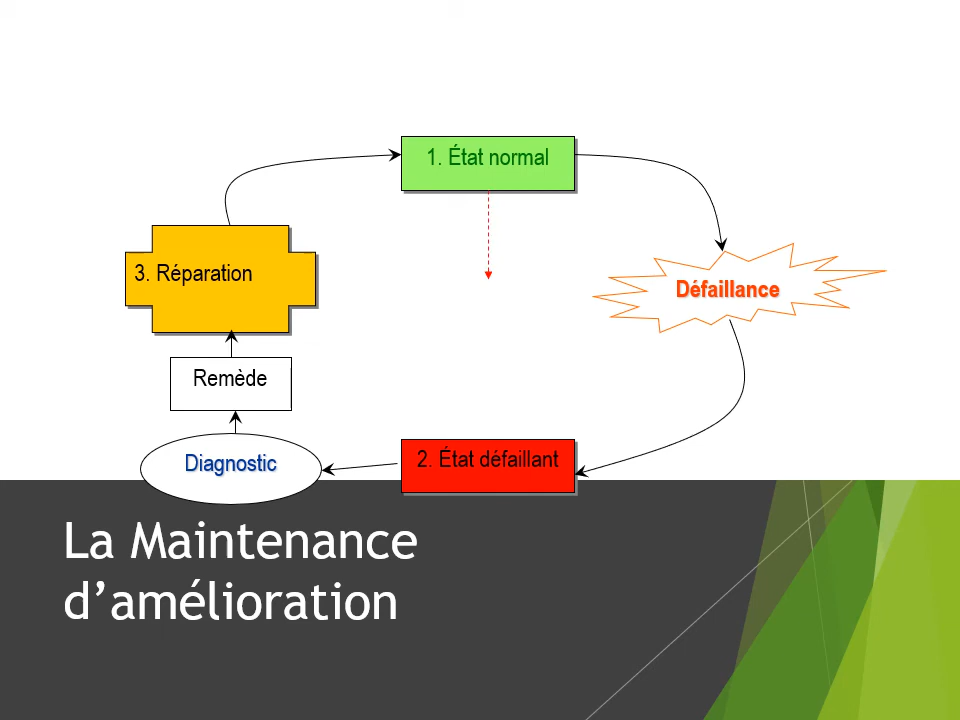 1. État normal
Défaillance
3. Réparation
Remède
Diagnostic
2. État défaillant
La Maintenance
d’amélioration